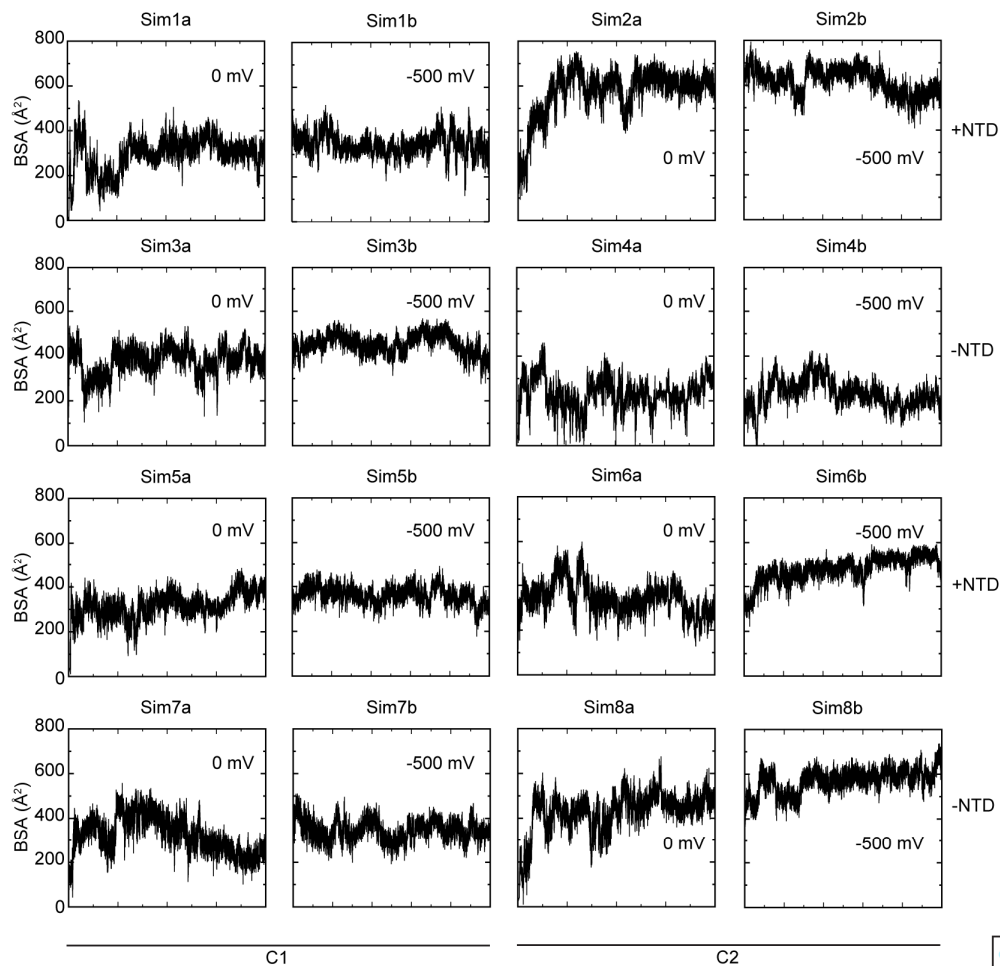 Sim1a Sim1b Sim2a Sim2b
800
600
400
200
0
BSA (Å²)
0 mV
-500 mV
0 mV
-500 mV
+NTD
Sim3a Sim3b Sim4a Sim4b
800
600
400
200
0
BSA (Å²)
0 mV
-500 mV
0 mV
-500 mV
-NTD
Sim5a Sim5b Sim6a Sim6b
800
600
400
200
0
BSA (Å²)
0 mV
-500 mV
0 mV
-500 mV
+NTD
Sim7a Sim7b Sim8a Sim8b
800
600
400
200
0
BSA (Å²)
0 mV
-500 mV
0 mV
-500 mV
-NTD
C1 C2